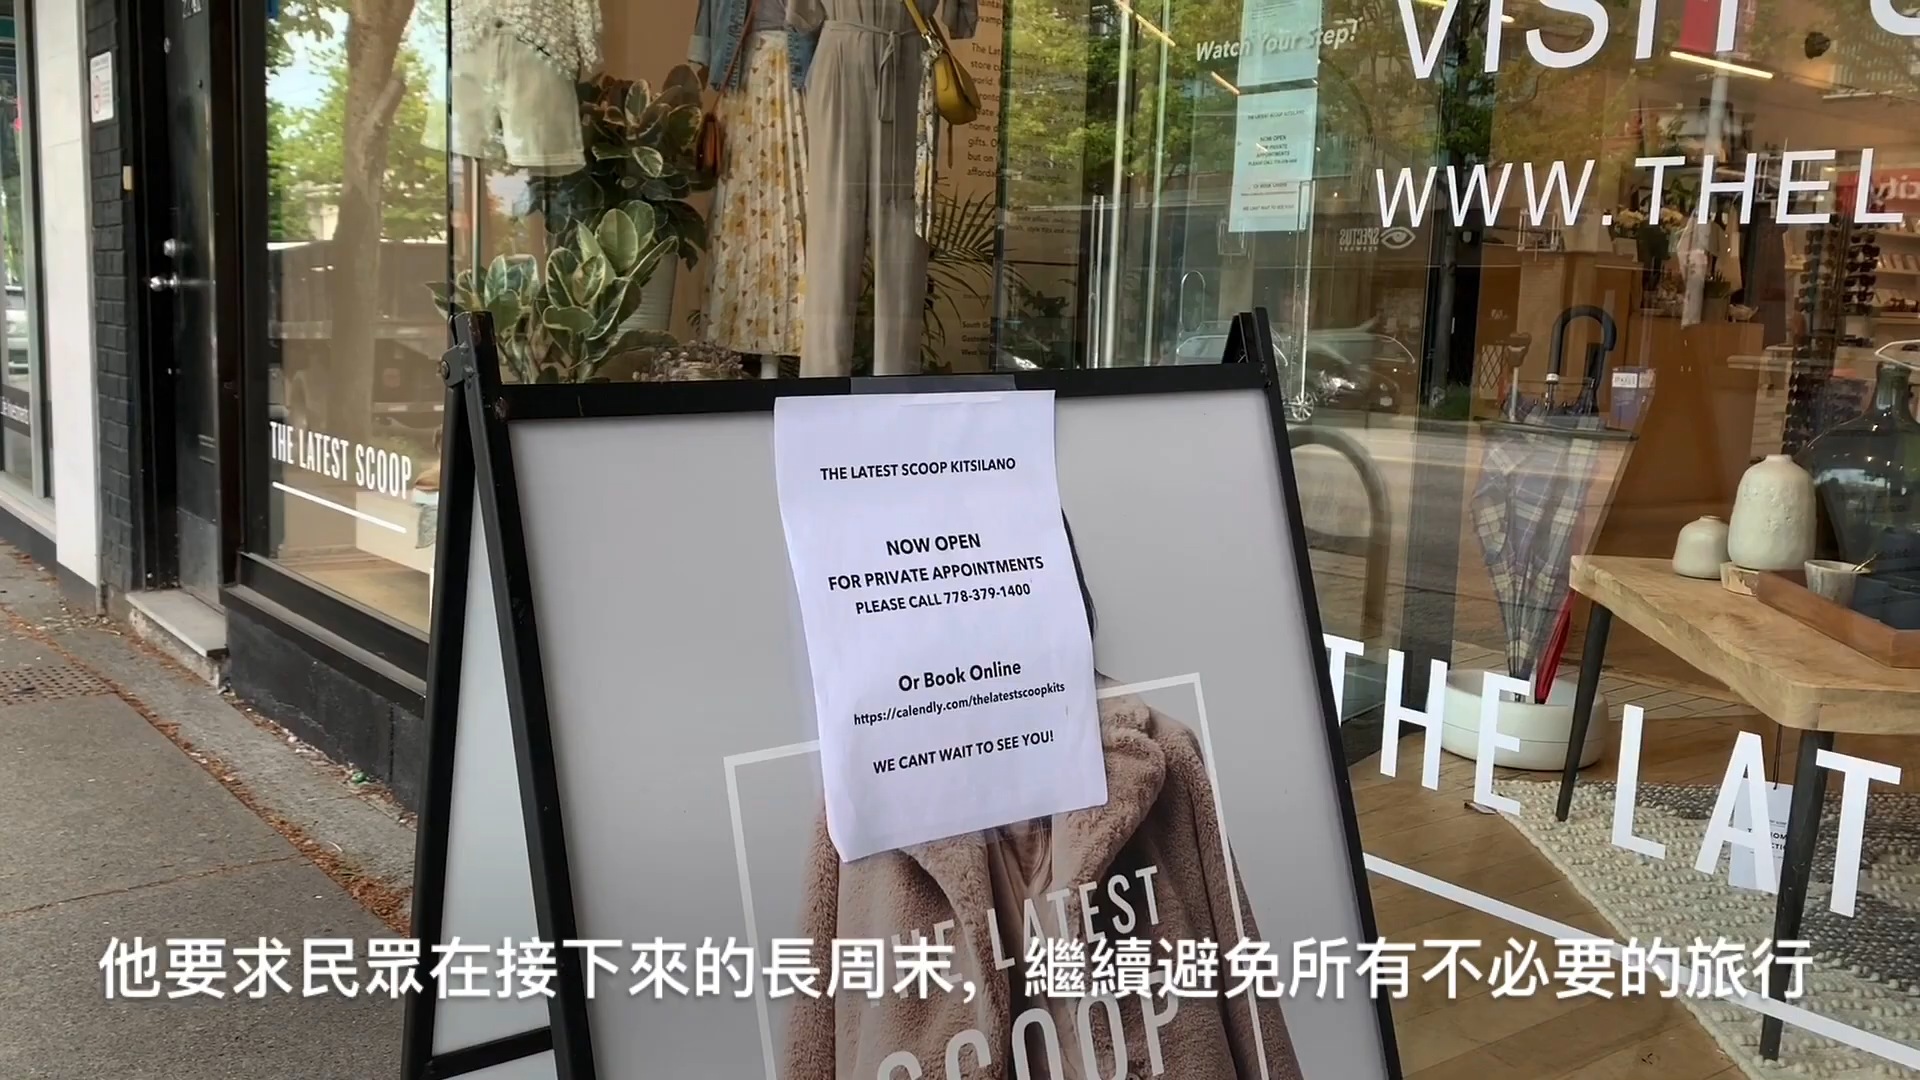 VISIT
Watch Your Step!
WWW.THEL
SPECTUS
THE LATEST SCOOP
THE LATEST SCOOP KITSILANO
NOW OPEN
FOR PRIVATE APPOINTMENTS
PLEASE CALL 778-379-1400
Or Book Online
https://calendly.com/thelatestscoopkits
WE CANT WAIT TO SEE YOU!
THE LAT
THE LATEST
SCOOP
他要求民眾在接下來的長周末，繼續避免所有不必要的旅行